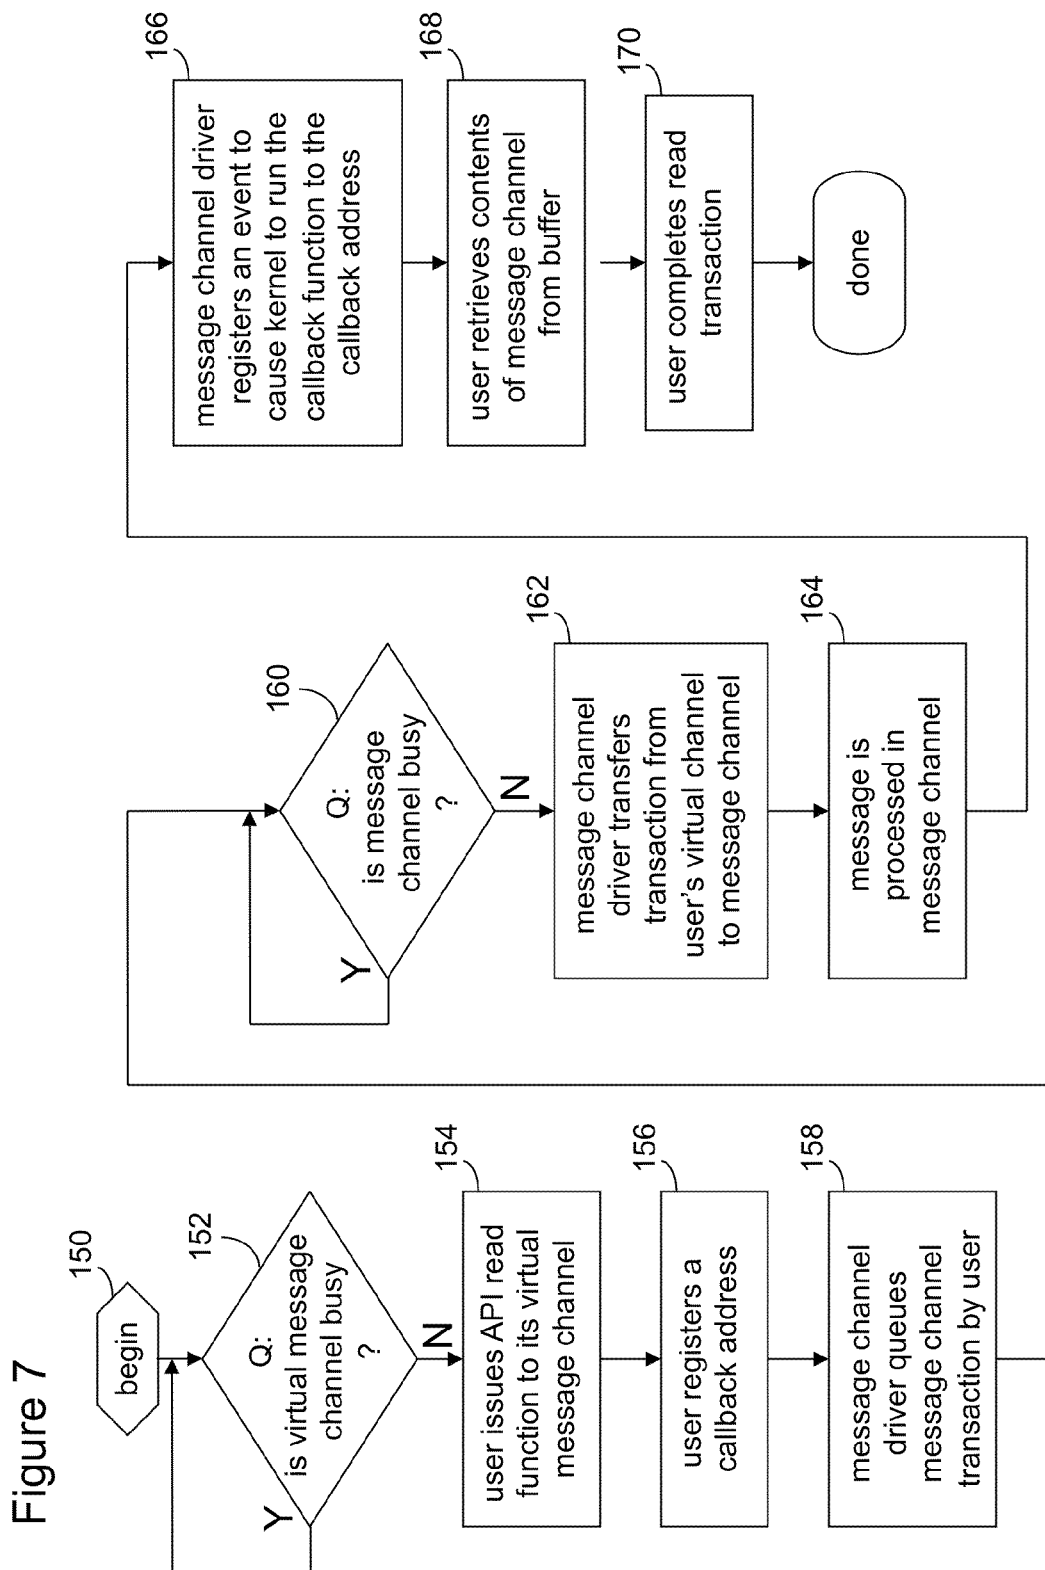 Figure 7
begin
150
Q:
is virtual message
channel busy
?
152
Y
N
user issues API read
function to its virtual
message channel
154
user registers a
callback address
156
message channel
driver queues
message channel
transaction by user
158
Q:
is message
channel busy
?
160
Y
N
message channel
driver transfers
transaction from
user's virtual channel
to message channel
162
message is
processed in
message channel
164
message channel driver
registers an event to
cause kernel to run the
callback function to the
callback address
166
user retrieves contents
of message channel
from buffer
168
user completes read
transaction
170
done